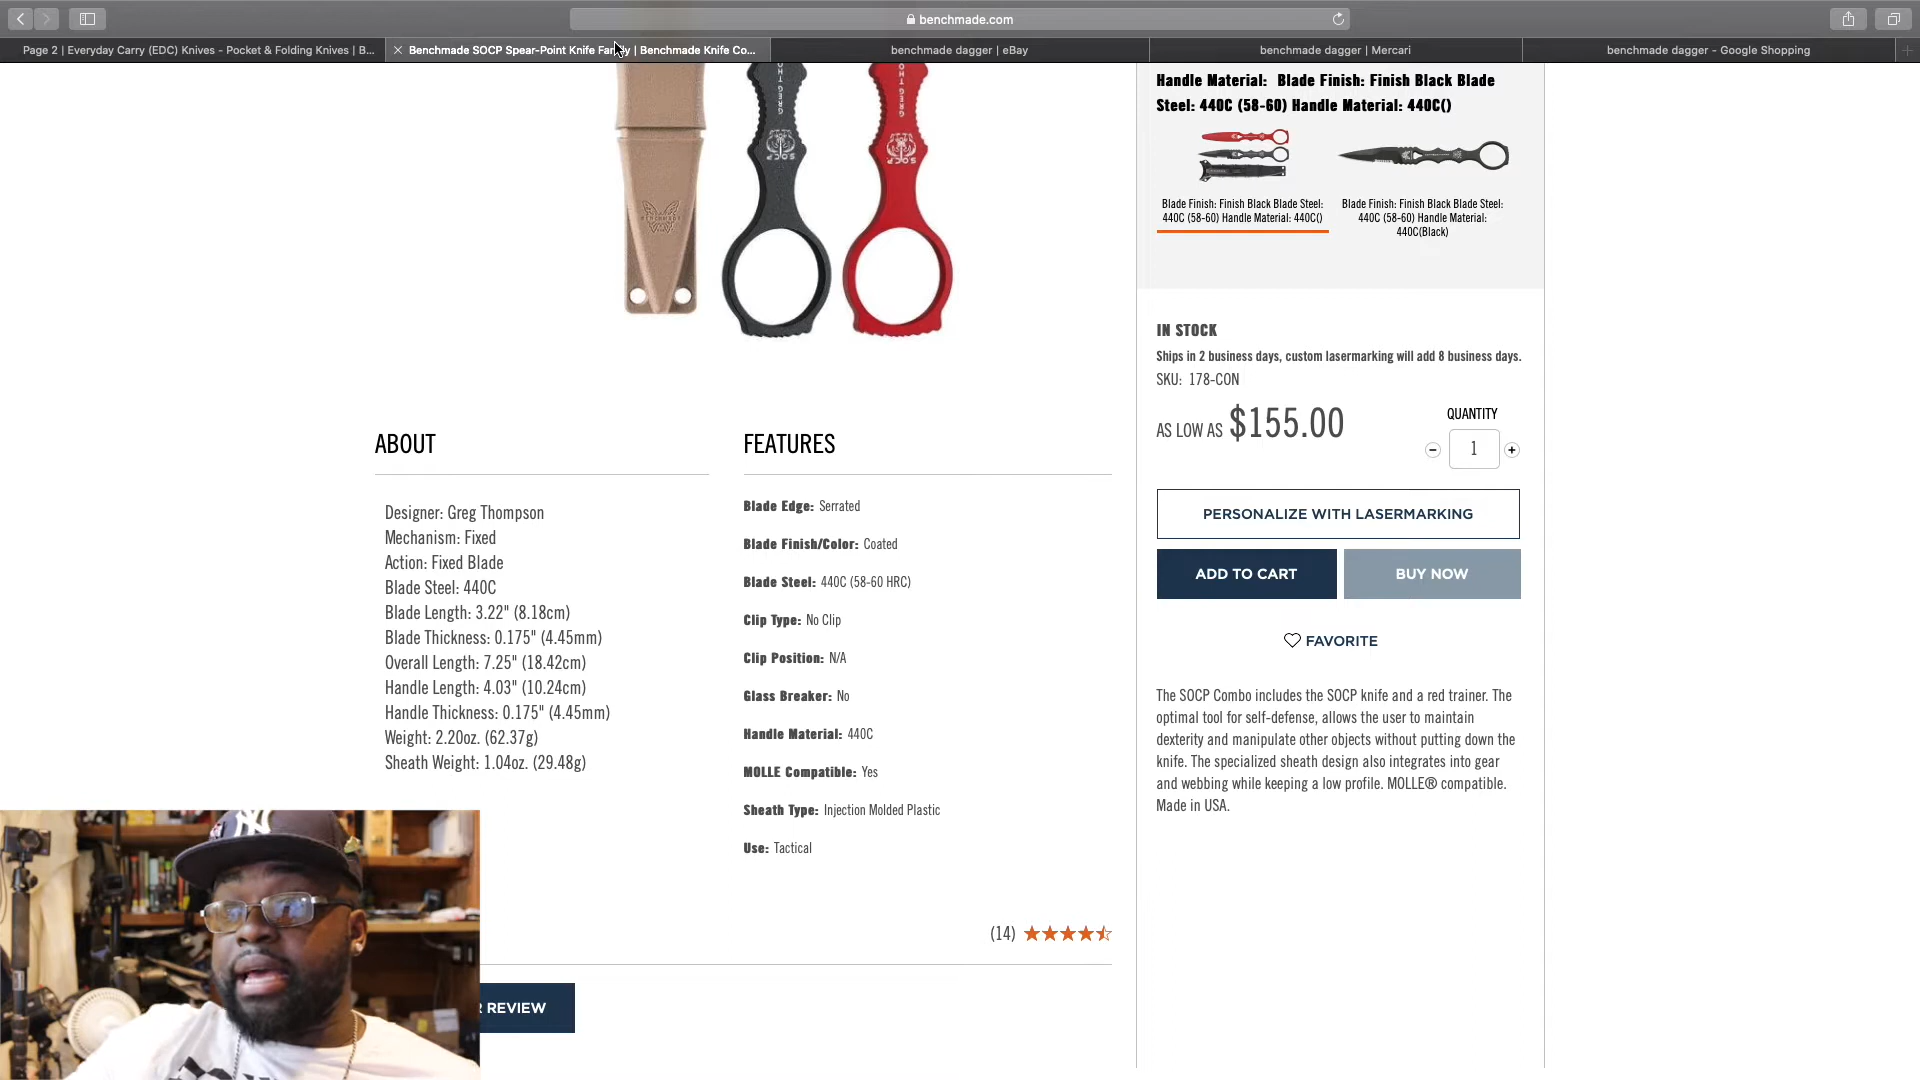 benchmade.com
Page 2 | Everyday Carry (EDC) Knives - Pocket & Folding Knives | B...
Benchmade SOCP Spear-Point Knife Family | Benchmade Knife Co...
benchmade dagger | eBay
benchmade dagger | Mercari
benchmade dagger - Google Shopping
S.O.C.P
S.O.C.P
BENCHMADE
Handle Material: Blade Finish: Finish Black Blade
Steel: 440C (58-60) Handle Material: 440C()
Blade Finish: Finish Black Blade Steel:
440C (58-60) Handle Material: 440C()
Blade Finish: Finish Black Blade Steel:
440C (58-60) Handle Material:
440C(Black)
IN STOCK
Ships in 2 business days, custom lasermarking will add 8 business days.
SKU: 178-CON
AS LOW AS $155.00
QUANTITY
1
PERSONALIZE WITH LASERMARKING
ADD TO CART
BUY NOW
FAVORITE
The SOCP Combo includes the SOCP knife and a red trainer. The
optimal tool for self-defense, allows the user to maintain
dexterity and manipulate other objects without putting down the
knife. The specialized sheath design also integrates into gear
and webbing while keeping a low profile. MOLLE® compatible.
Made in USA.
ABOUT
Designer: Greg Thompson
Mechanism: Fixed
Action: Fixed Blade
Blade Steel: 440C
Blade Length: 3.22" (8.18cm)
Blade Thickness: 0.175" (4.45mm)
Overall Length: 7.25" (18.42cm)
Handle Length: 4.03" (10.24cm)
Handle Thickness: 0.175" (4.45mm)
Weight: 2.20oz. (62.37g)
Sheath Weight: 1.04oz. (29.48g)
FEATURES
Blade Edge: Serrated
Blade Finish/Color: Coated
Blade Steel: 440C (58-60 HRC)
Clip Type: No Clip
Clip Position: N/A
Glass Breaker: No
Handle Material: 440C
MOLLE Compatible: Yes
Sheath Type: Injection Molded Plastic
Use: Tactical
(14)
R REVIEW
NY